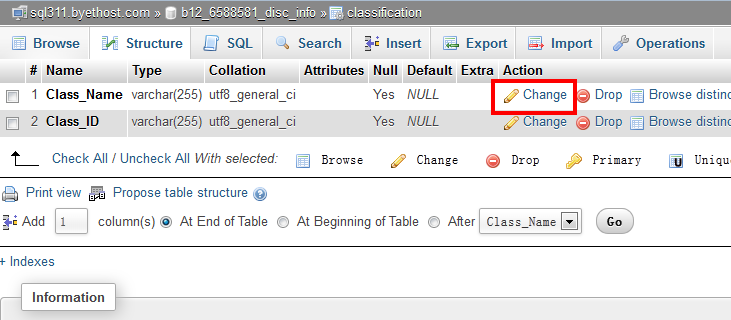 sql311.byethost.com » b12_6588581_disc_info » classification
Browse Structure SQL Search Insert Export Import Operations
# Name Type Collation Attributes Null Default Extra Action
1 Class_Name varchar(255) utf8_general_ci Yes NULL Change Drop Browse distinc
2 Class_ID varchar(255) utf8_general_ci Yes NULL Change Drop Browse distinc
Check All / Uncheck All With selected: Browse Change Drop Primary Uniqu
Print view Propose table structure
Add 1 column(s) At End of Table At Beginning of Table After Class_Name Go
+ Indexes
Information